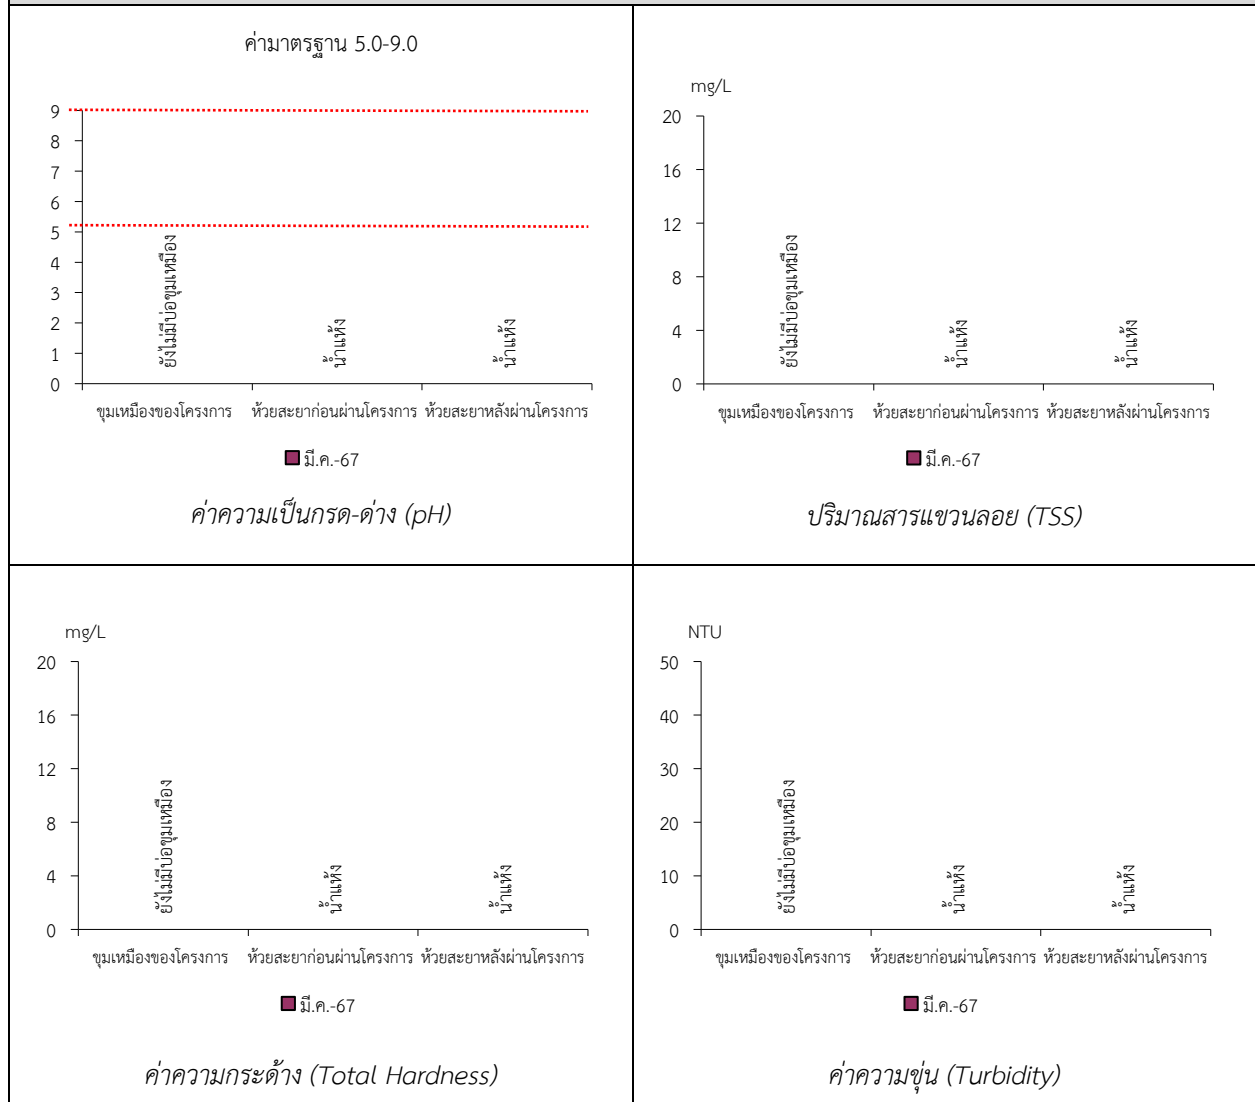 ค่ามาตรฐาน 5.0-9.0
9
8
7
6
5
4
3
2
1
0
ยังไม่มีบ่อขุมเหมือง
น้ำแห้ง
น้ำแห้ง
ขุมเหมืองของโครงการ ห้วยสะยาก่อนผ่านโครงการ ห้วยสะยาหลังผ่านโครงการ
มี.ค.-67
ค่าความเป็นกรด-ด่าง (pH)
mg/L
20
16
12
8
4
0
ยังไม่มีบ่อขุมเหมือง
น้ำแห้ง
น้ำแห้ง
ขุมเหมืองของโครงการ ห้วยสะยาก่อนผ่านโครงการ ห้วยสะยาหลังผ่านโครงการ
มี.ค.-67
ปริมาณสารแขวนลอย (TSS)
mg/L
20
16
12
8
4
0
ยังไม่มีบ่อขุมเหมือง
น้ำแห้ง
น้ำแห้ง
ขุมเหมืองของโครงการ ห้วยสะยาก่อนผ่านโครงการ ห้วยสะยาหลังผ่านโครงการ
มี.ค.-67
ค่าความกระด้าง (Total Hardness)
NTU
50
40
30
20
10
0
ยังไม่มีบ่อขุมเหมือง
น้ำแห้ง
น้ำแห้ง
ขุมเหมืองของโครงการ ห้วยสะยาก่อนผ่านโครงการ ห้วยสะยาหลังผ่านโครงการ
มี.ค.-67
ค่าความขุ่น (Turbidity)